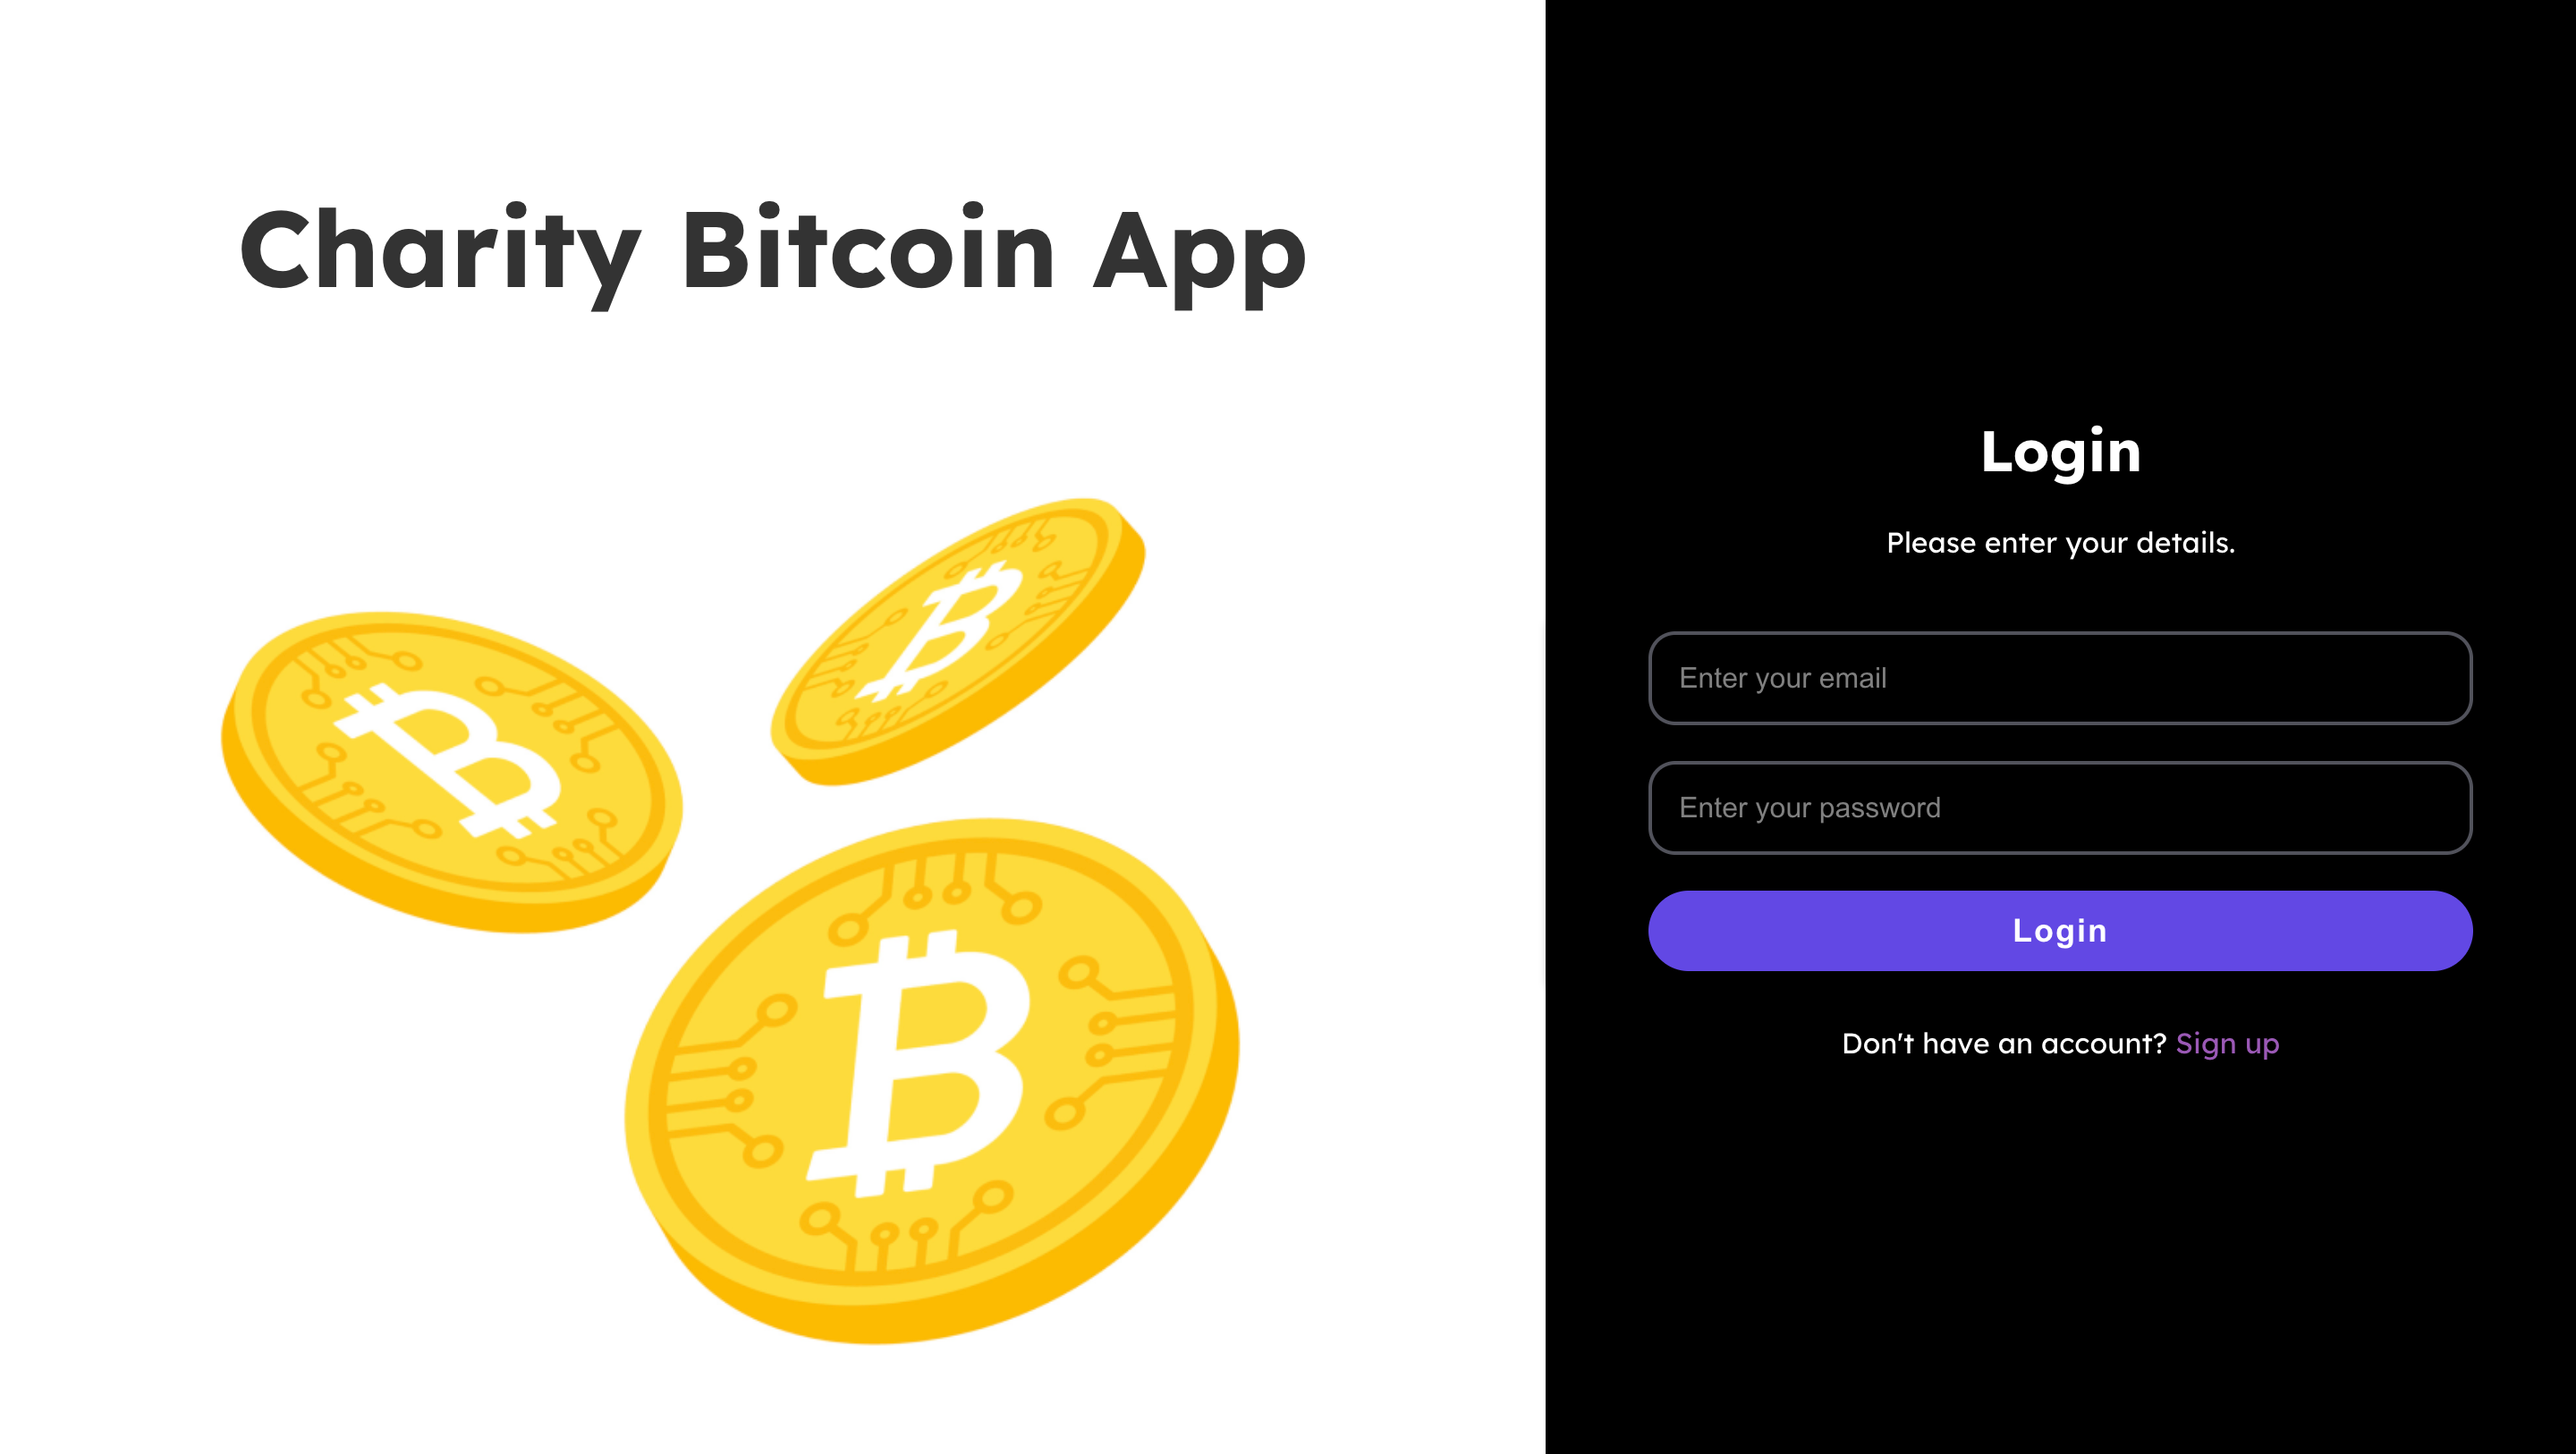 Charity Bitcoin App
Login
Please enter your details.
Enter your email
Enter your password
Login
Don't have an account? Sign up